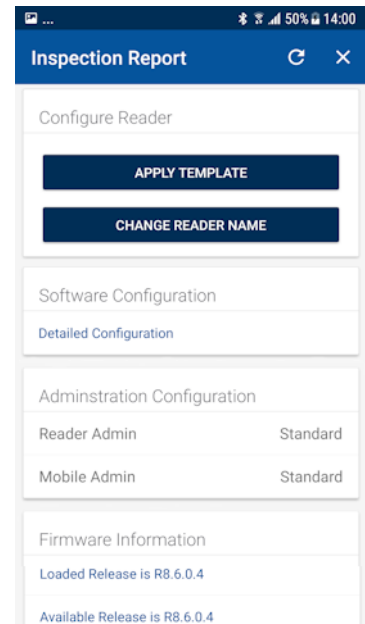 ... 50% 14:00
Inspection Report
Configure Reader
APPLY TEMPLATE
CHANGE READER NAME
Software Configuration
Detailed Configuration
Adminstration Configuration
Reader Admin Standard
Mobile Admin Standard
Firmware Information
Loaded Release is R8.6.0.4
Available Release is R8.6.0.4